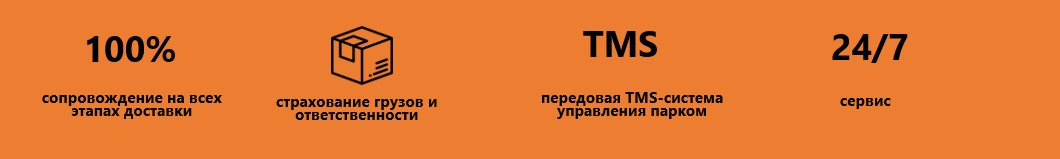 100%
сопровождение на всех
этапах доставки
страхование грузов и
ответственности
TMS
передовая TMS-система
управления парком
24/7
сервис